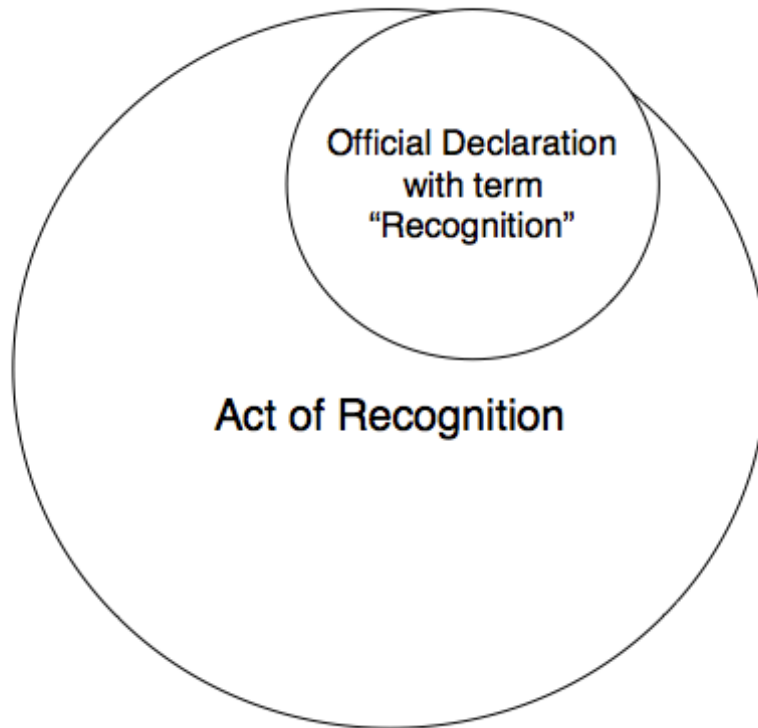 Official Declaration
with term
“Recognition”
Act of Recognition